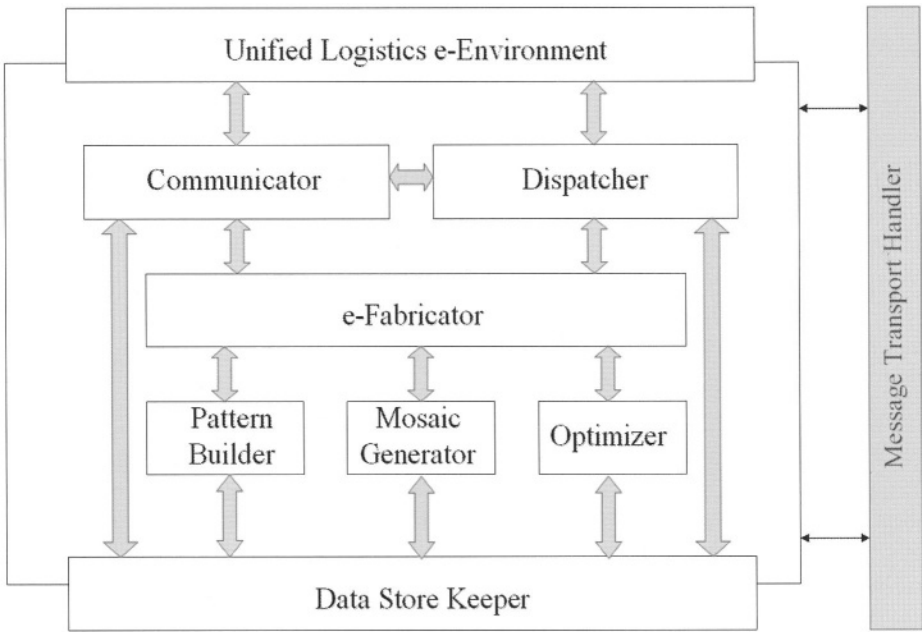 Unified Logistics e-Environment
Communicator
Dispatcher
e-Fabricator
Pattern
Builder
Mosaic
Generator
Optimizer
Data Store Keeper
Message Transport Handler